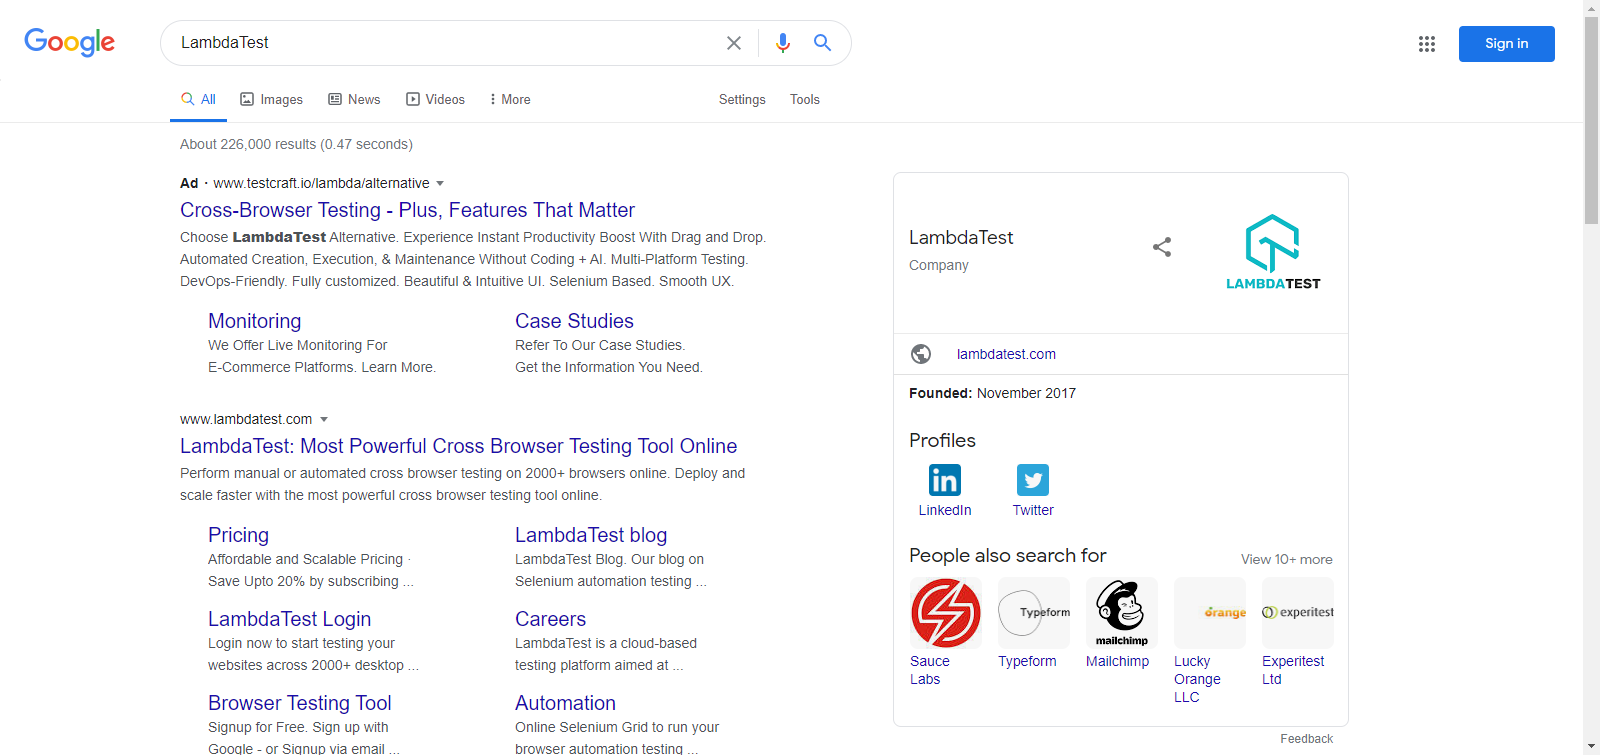 Google
LambdaTest
Sign in
All
Images
News
Videos
More
Settings
Tools
About 226,000 results (0.47 seconds)
Ad · www.testcraft.io/lambda/alternative
Cross-Browser Testing - Plus, Features That Matter
Choose LambdaTest Alternative. Experience Instant Productivity Boost With Drag and Drop.
Automated Creation, Execution, & Maintenance Without Coding + AI. Multi-Platform Testing.
DevOps-Friendly. Fully customized. Beautiful & Intuitive UI. Selenium Based. Smooth UX.
Monitoring
We Offer Live Monitoring For
E-Commerce Platforms. Learn More.
Case Studies
Refer To Our Case Studies.
Get the Information You Need.
www.lambdatest.com
LambdaTest: Most Powerful Cross Browser Testing Tool Online
Perform manual or automated cross browser testing on 2000+ browsers online. Deploy and
scale faster with the most powerful cross browser testing tool online.
Pricing
Affordable and Scalable Pricing ·
Save Upto 20% by subscribing ...
LambdaTest blog
LambdaTest Blog. Our blog on
Selenium automation testing ...
LambdaTest Login
Login now to start testing your
websites across 2000+ desktop ...
Careers
LambdaTest is a cloud-based
testing platform aimed at ...
Browser Testing Tool
Signup for Free. Sign up with
Google - or Signup via email ...
Automation
Online Selenium Grid to run your
browser automation testing ...
LambdaTest
Company
LAMBDATEST
lambdatest.com
Founded: November 2017
Profiles
in
LinkedIn
Twitter
People also search for
View 10+ more
Typeform
mailchimp
orange
experitest
Sauce
Labs
Typeform
Mailchimp
Lucky
Orange
LLC
Experitest
Ltd
Feedback